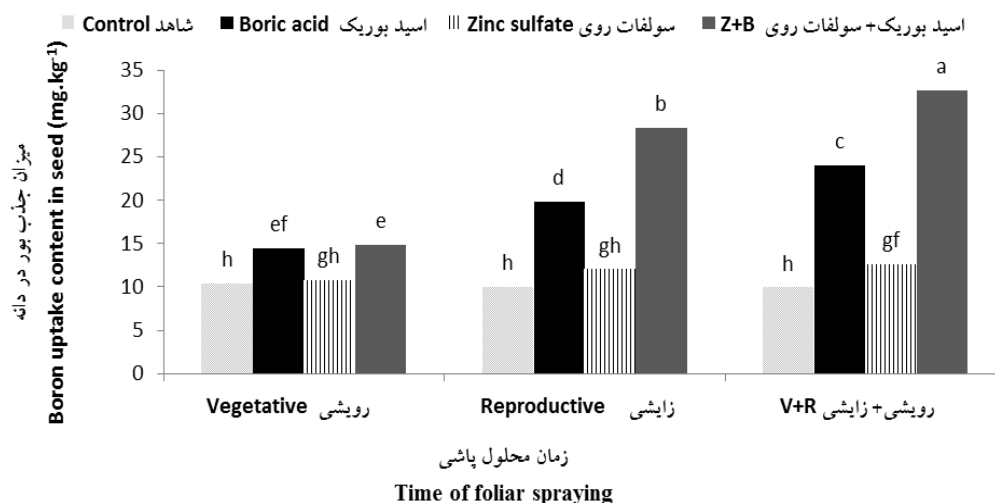 Control شاهد Boric acid اسید بوریک Zinc sulfate سولفات روی Z+B اسید بوریک+ سولفات روی
میزان جذب بور در دانه
Boron uptake content in seed (mg.kg-1)
35
30
25
20
15
10
5
0
h ef gh e
h d gh b
h c gf a
Vegetative رویشی Reproductive زایشی V+R رویشی+ زایشی
زمان محلول پاشی
Time of foliar spraying